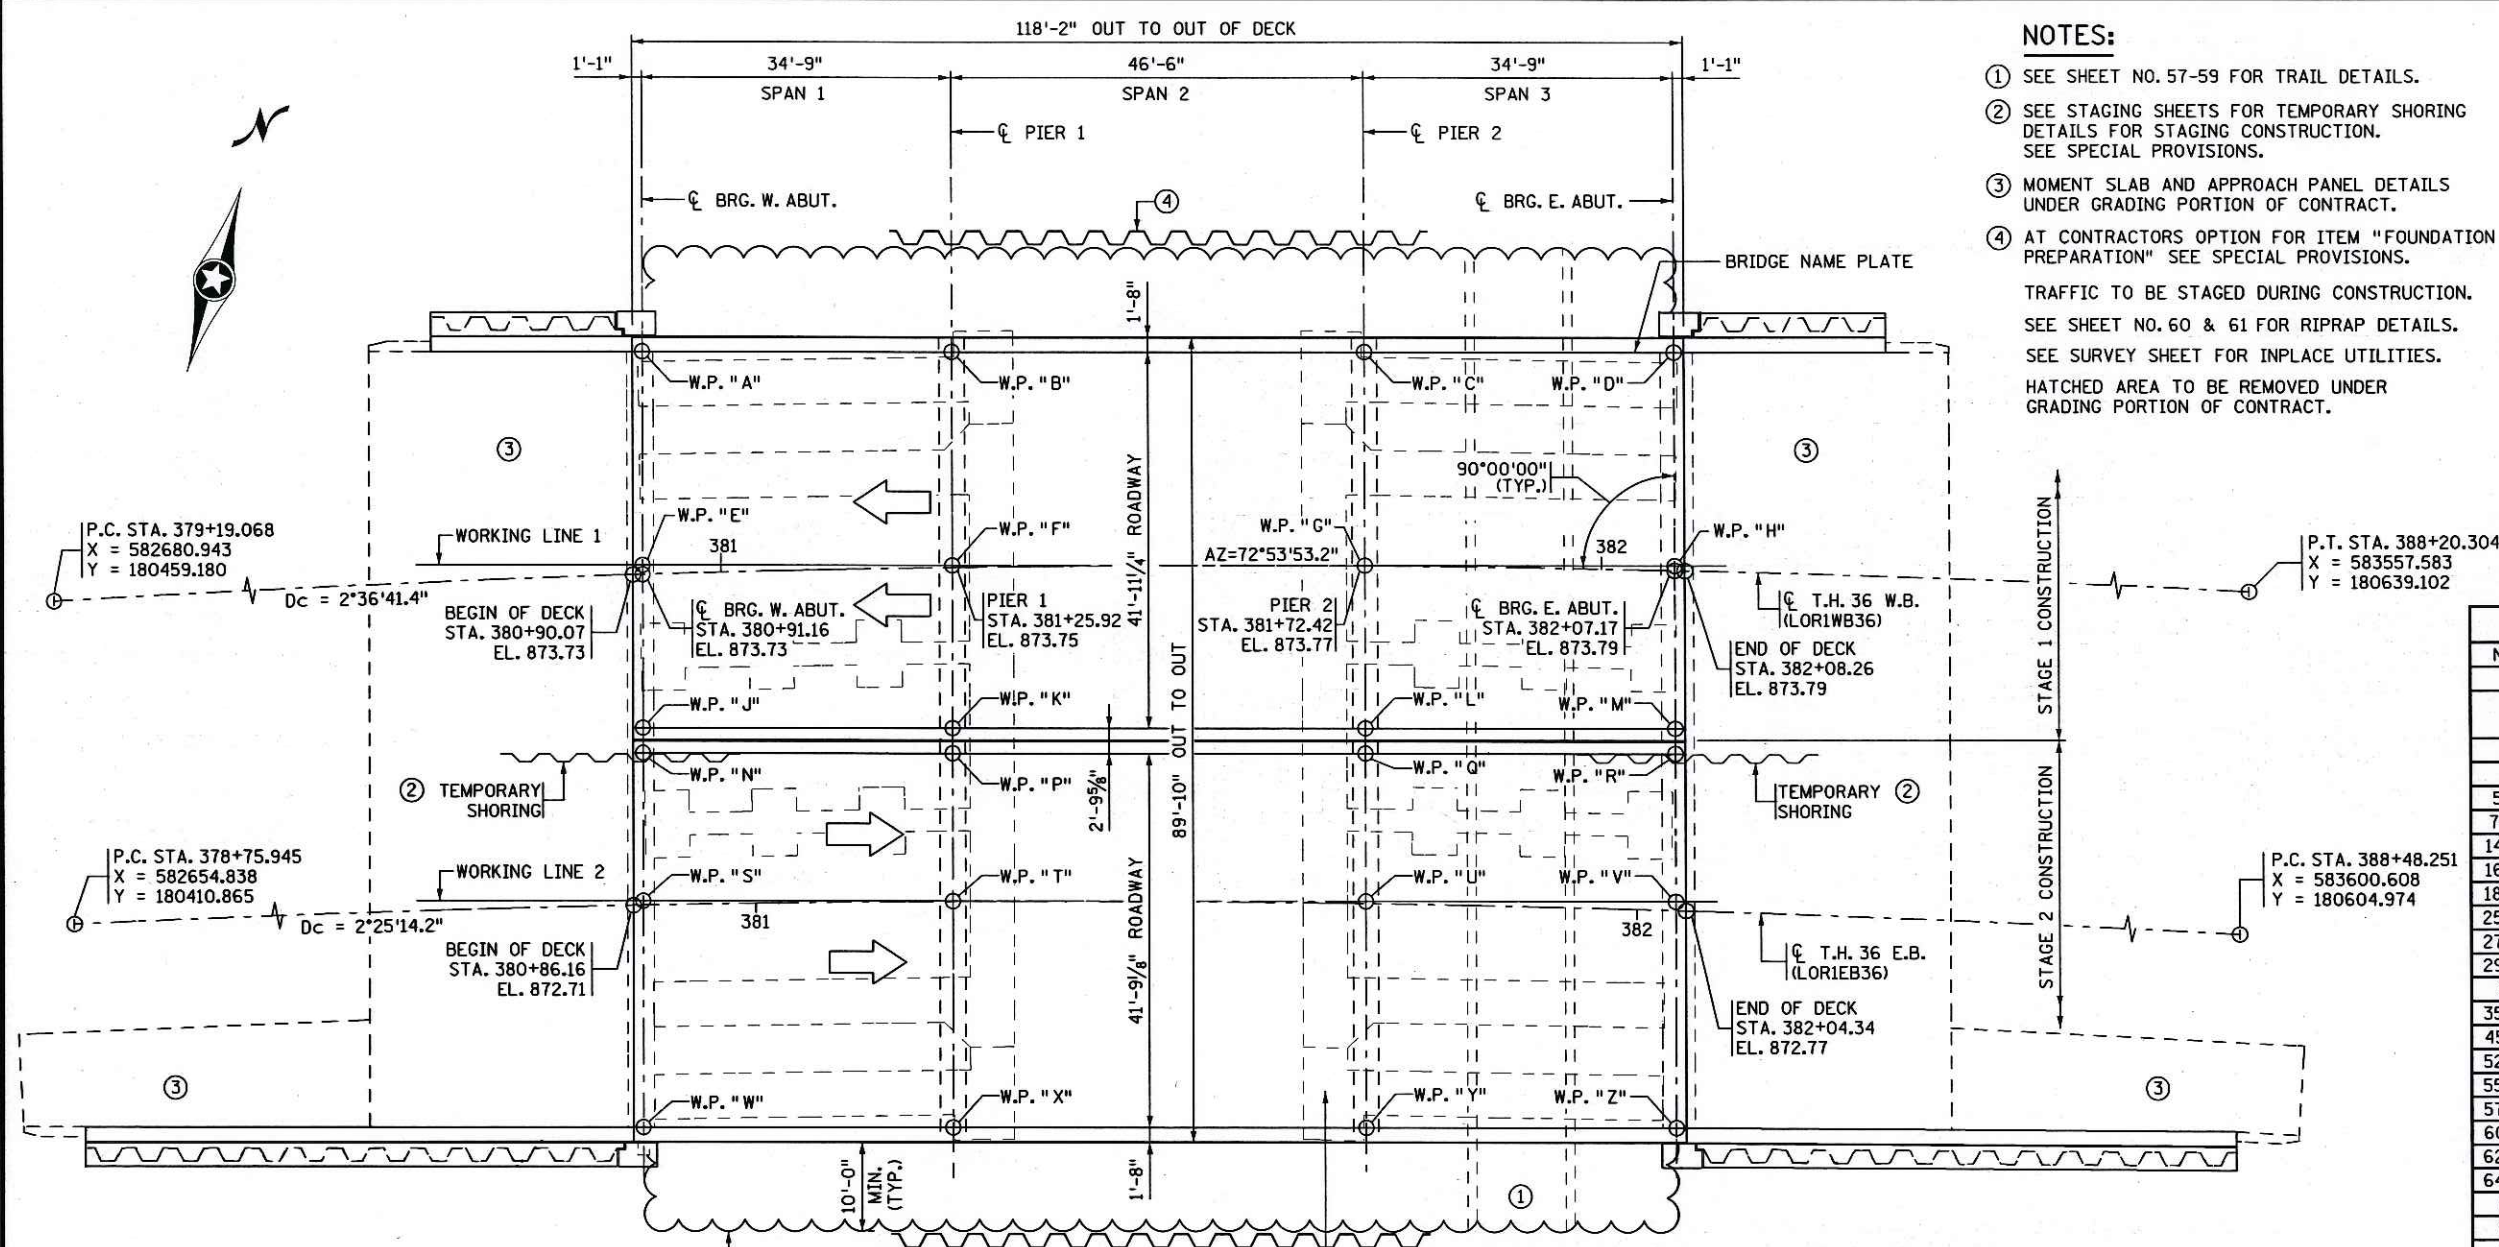 118'-2" OUT TO OUT OF DECK
1'-1"
34'-9"
46'-6"
34'-9"
1'-1"
SPAN 1
SPAN 2
SPAN 3
℄ PIER 1
℄ PIER 2
℄ BRG. W. ABUT.
④
℄ BRG. E. ABUT.
N
BRIDGE NAME PLATE
1'-8"
NOTES:
① SEE SHEET NO. 57-59 FOR TRAIL DETAILS.
② SEE STAGING SHEETS FOR TEMPORARY SHORING
DETAILS FOR STAGING CONSTRUCTION.
SEE SPECIAL PROVISIONS.
③ MOMENT SLAB AND APPROACH PANEL DETAILS
UNDER GRADING PORTION OF CONTRACT.
④ AT CONTRACTORS OPTION FOR ITEM "FOUNDATION
PREPARATION" SEE SPECIAL PROVISIONS.
TRAFFIC TO BE STAGED DURING CONSTRUCTION.
SEE SHEET NO. 60 & 61 FOR RIPRAP DETAILS.
SEE SURVEY SHEET FOR INPLACE UTILITIES.
HATCHED AREA TO BE REMOVED UNDER
GRADING PORTION OF CONTRACT.
W.P. "A"
W.P. "B"
W.P. "C"
W.P. "D"
③
③
90°00'00"
(TYP.)
41'-11¼" ROADWAY
P.C. STA. 379+19.068
X = 582680.943
Y = 180459.180
WORKING LINE 1
W.P. "E"
381
W.P. "F"
W.P. "G"
AZ=72°53'53.2"
382
W.P. "H"
P.T. STA. 388+20.304
X = 583557.583
Y = 180639.102
Dc = 2°36'41.4"
BEGIN OF DECK
STA. 380+90.07
EL. 873.73
℄ BRG. W. ABUT.
STA. 380+91.16
EL. 873.73
PIER 1
STA. 381+25.92
EL. 873.75
PIER 2
STA. 381+72.42
EL. 873.77
℄ BRG. E. ABUT.
STA. 382+07.17
EL. 873.79
℄ T.H. 36 W.B.
(LOR1WB36)
END OF DECK
STA. 382+08.26
EL. 873.79
STAGE 1 CONSTRUCTION
W.P. "J"
W.P. "K"
W.P. "L"
W.P. "M"
89'-10" OUT TO OUT
② TEMPORARY
SHORING
W.P. "N"
W.P. "P"
W.P. "Q"
W.P. "R"
2'-9⅝"
TEMPORARY ②
SHORING
STAGE 2 CONSTRUCTION
P.C. STA. 378+75.945
X = 582654.838
Y = 180410.865
WORKING LINE 2
W.P. "S"
381
W.P. "T"
W.P. "U"
W.P. "V"
382
P.C. STA. 388+48.251
X = 583600.608
Y = 180604.974
Dc = 2°25'14.2"
BEGIN OF DECK
STA. 380+86.16
EL. 872.71
41'-9⅛" ROADWAY
℄ T.H. 36 E.B.
(LOR1EB36)
END OF DECK
STA. 382+04.34
EL. 872.77
③
W.P. "W"
W.P. "X"
W.P. "Y"
W.P. "Z"
③
10'-0"
MIN.
(TYP.)
1'-8"
①